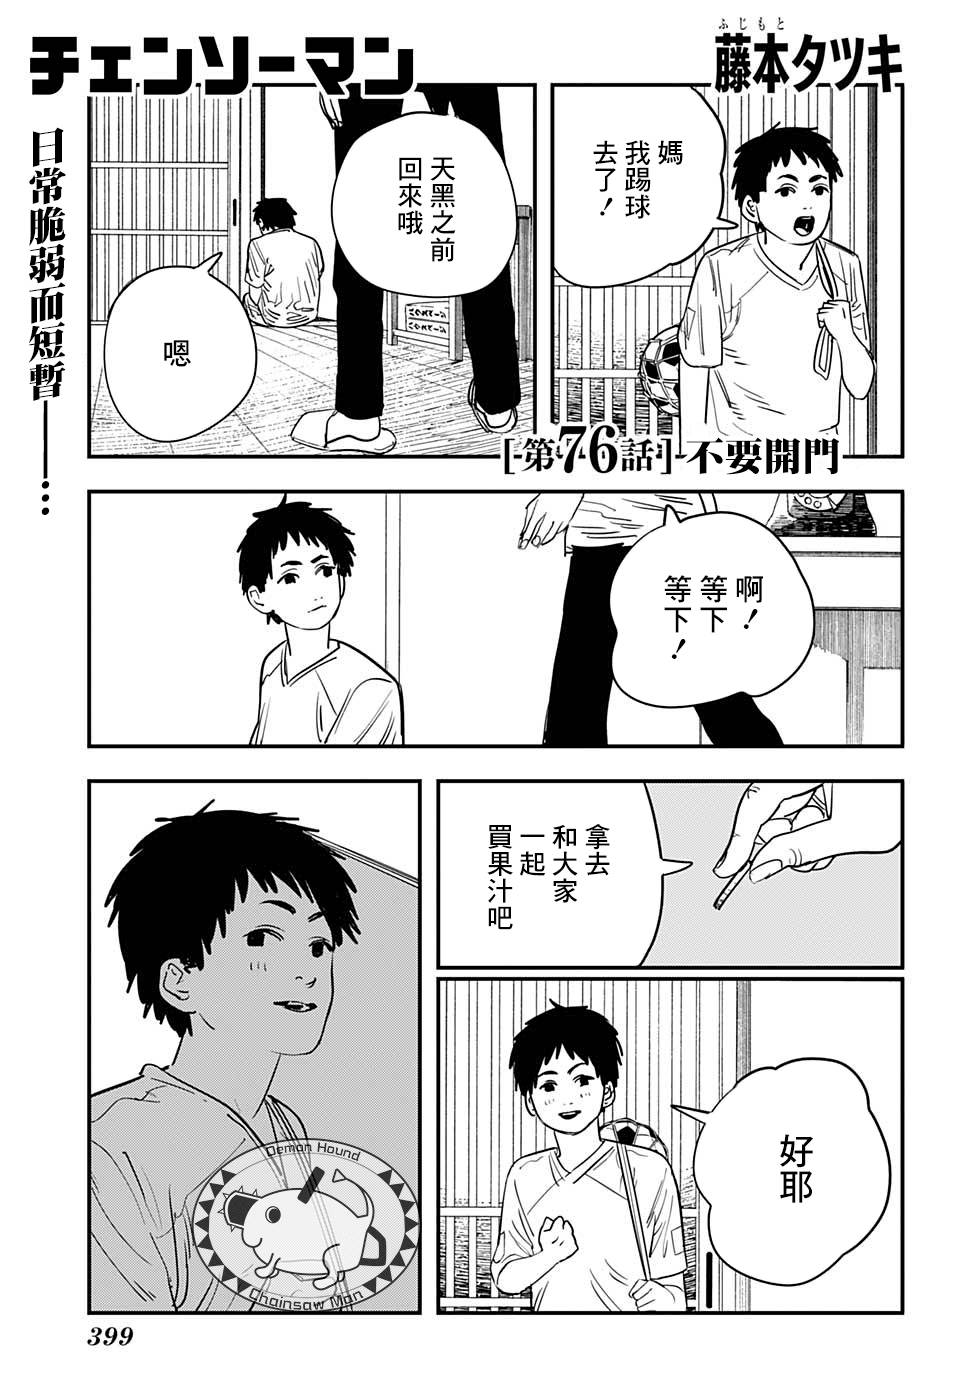 チェンソーマン
ふじもと
藤本タツキ
日常脆弱而短暫——…
媽
我踢球
去了！
天黑之前
回來哦
嗯
[第76話] 不要開門
啊！
等等下
等下！
拿去
和大家
一起
買果汁吧
好耶
Demon Hound
Chainsaw Man
399